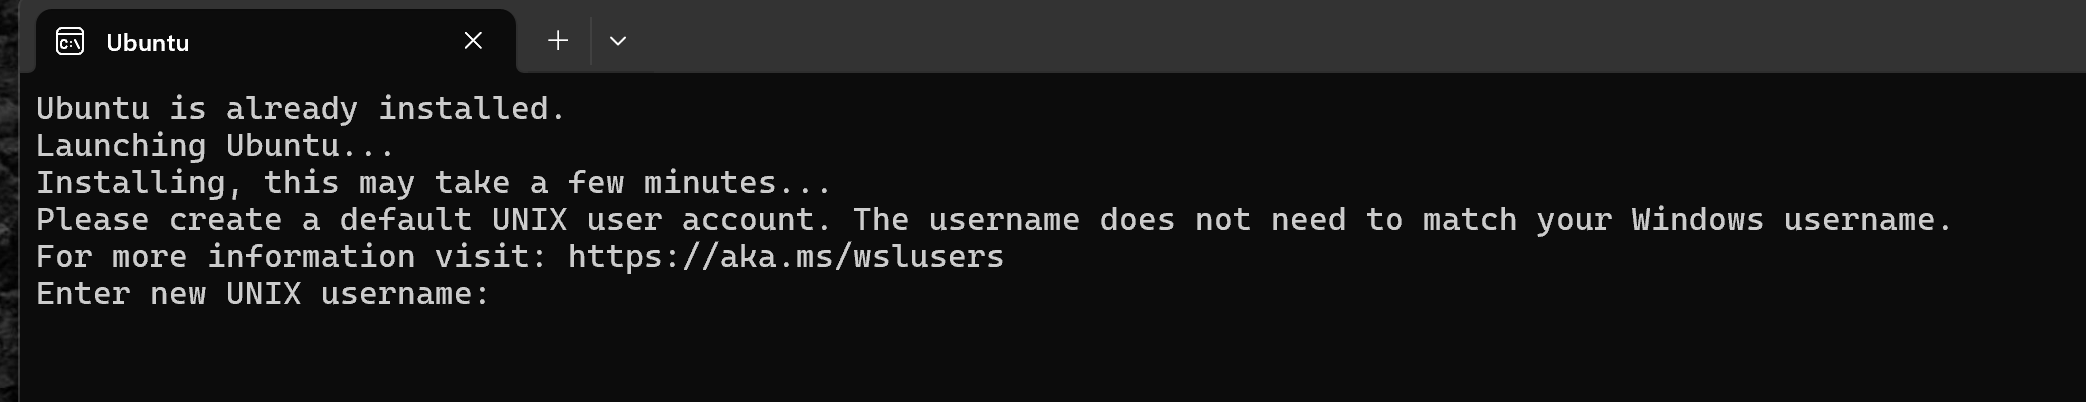 C:\ Ubuntu
Ubuntu is already installed.
Launching Ubuntu...
Installing, this may take a few minutes...
Please create a default UNIX user account. The username does not need to match your Windows username.
For more information visit: https://aka.ms/wslusers
Enter new UNIX username: